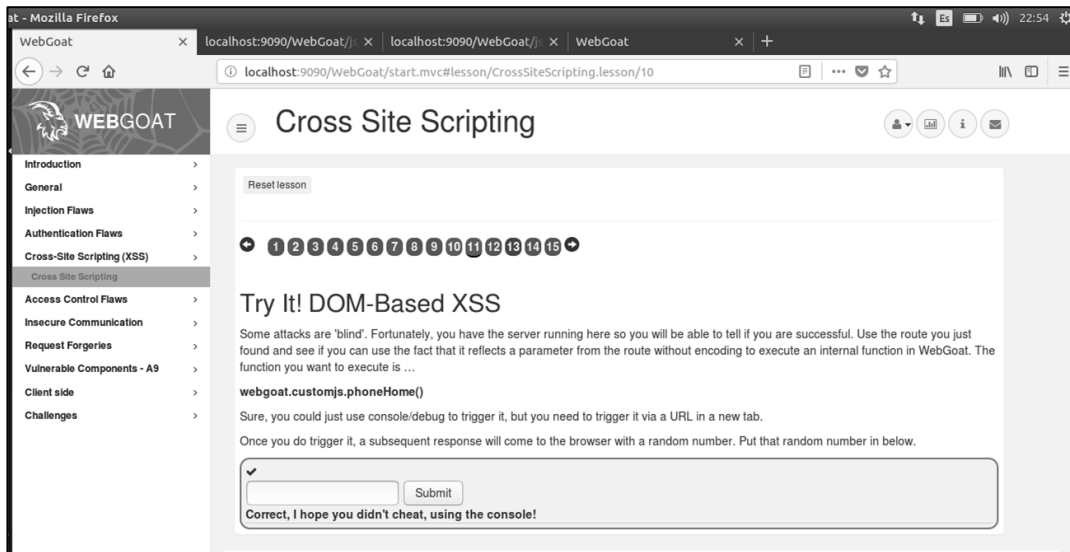 at - Mozilla Firefox
Es 22:54
WebGoat × localhost:9090/WebGoat/js × localhost:9090/WebGoat/js × WebGoat × +
localhost:9090/WebGoat/start.mvc#lesson/CrossSiteScripting.lesson/10
WEBGOAT
Cross Site Scripting
Introduction
General
Injection Flaws
Authentication Flaws
Cross-Site Scripting (XSS)
Cross Site Scripting
Access Control Flaws
Insecure Communication
Request Forgeries
Vulnerable Components - A9
Client side
Challenges
Reset lesson
1 2 3 4 5 6 7 8 9 10 11 12 13 14 15
Try It! DOM-Based XSS
Some attacks are 'blind'. Fortunately, you have the server running here so you will be able to tell if you are successful. Use the route you just
found and see if you can use the fact that it reflects a parameter from the route without encoding to execute an internal function in WebGoat. The
function you want to execute is …
webgoat.customjs.phoneHome()
Sure, you could just use console/debug to trigger it, but you need to trigger it via a URL in a new tab.
Once you do trigger it, a subsequent response will come to the browser with a random number. Put that random number in below.
Submit
Correct, I hope you didn't cheat, using the console!